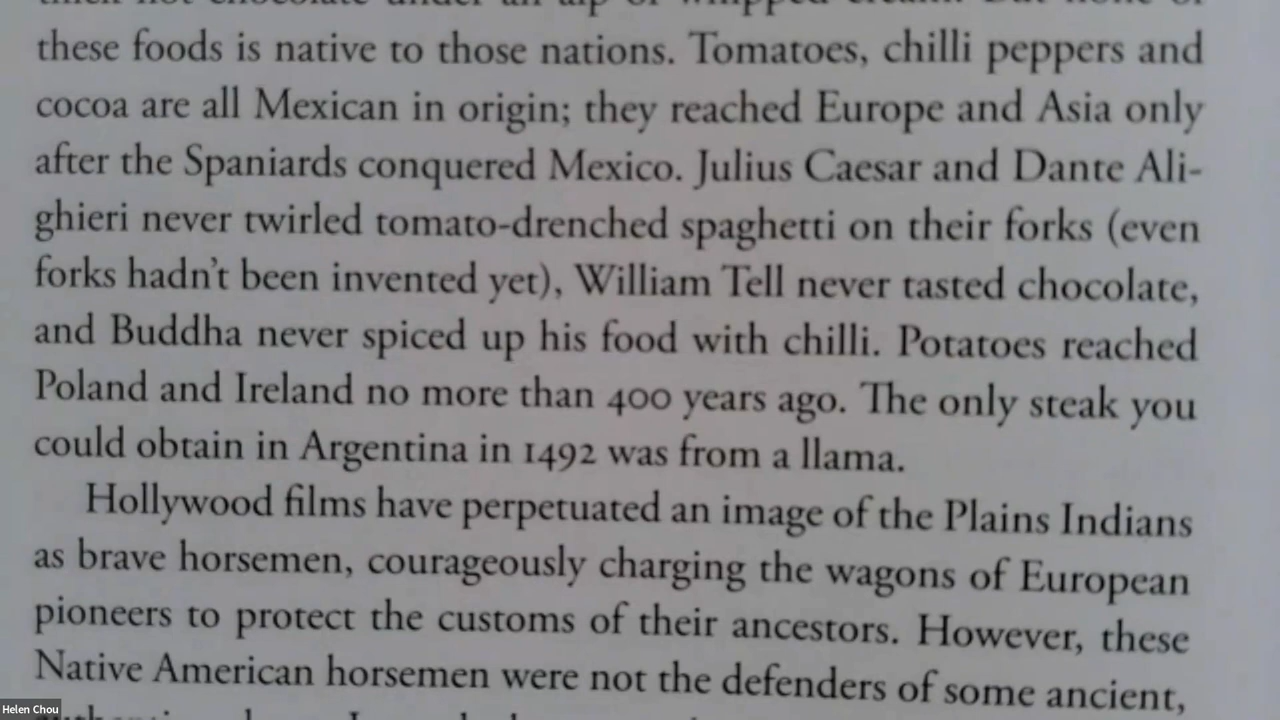 these foods is native to those nations. Tomatoes, chilli peppers and
cocoa are all Mexican in origin; they reached Europe and Asia only
after the Spaniards conquered Mexico. Julius Caesar and Dante Ali-
ghieri never twirled tomato-drenched spaghetti on their forks (even
forks hadn't been invented yet), William Tell never tasted chocolate,
and Buddha never spiced up his food with chilli. Potatoes reached
Poland and Ireland no more than 400 years ago. The only steak you
could obtain in Argentina in 1492 was from a llama.
Hollywood films have perpetuated an image of the Plains Indians
as brave horsemen, courageously charging the wagons of European
pioneers to protect the customs of their ancestors. However, these
Native American horsemen were not the defenders of some ancient,
Helen Chou